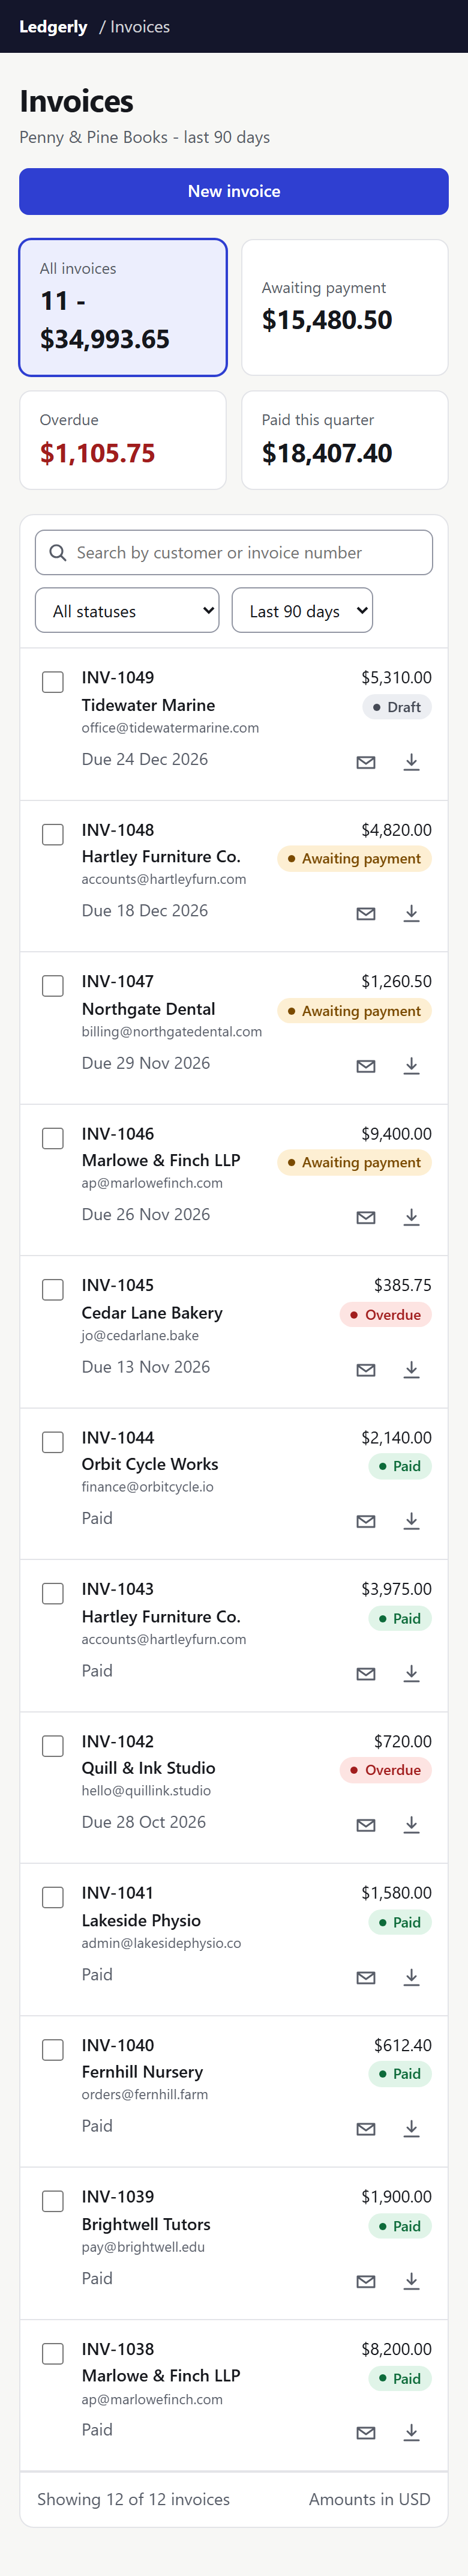 Ledgerly / Invoices
Invoices
Penny & Pine Books - last 90 days
New invoice
All invoices
11 -
$34,993.65
Awaiting payment
$15,480.50
Overdue
$1,105.75
Paid this quarter
$18,407.40
Search by customer or invoice number
All statuses
Last 90 days
INV-1049
$5,310.00
Tidewater Marine
Draft
office@tidewatermarine.com
Due 24 Dec 2026
INV-1048
$4,820.00
Hartley Furniture Co.
Awaiting payment
accounts@hartleyfurn.com
Due 18 Dec 2026
INV-1047
$1,260.50
Northgate Dental
Awaiting payment
billing@northgatedental.com
Due 29 Nov 2026
INV-1046
$9,400.00
Marlowe & Finch LLP
Awaiting payment
ap@marlowefinch.com
Due 26 Nov 2026
INV-1045
$385.75
Cedar Lane Bakery
Overdue
jo@cedarlane.bake
Due 13 Nov 2026
INV-1044
$2,140.00
Orbit Cycle Works
Paid
finance@orbitcycle.io
Paid
INV-1043
$3,975.00
Hartley Furniture Co.
Paid
accounts@hartleyfurn.com
Paid
INV-1042
$720.00
Quill & Ink Studio
Overdue
hello@quillink.studio
Due 28 Oct 2026
INV-1041
$1,580.00
Lakeside Physio
Paid
admin@lakesidephysio.co
Paid
INV-1040
$612.40
Fernhill Nursery
Paid
orders@fernhill.farm
Paid
INV-1039
$1,900.00
Brightwell Tutors
Paid
pay@brightwell.edu
Paid
INV-1038
$8,200.00
Marlowe & Finch LLP
Paid
ap@marlowefinch.com
Paid
Showing 12 of 12 invoices
Amounts in USD